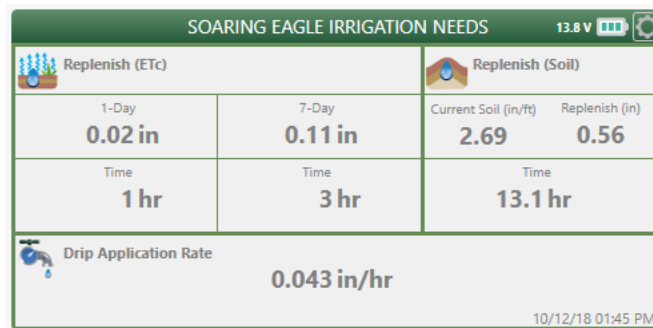 SOARING EAGLE IRRIGATION NEEDS 13.8 V
Replenish (ETc)
Replenish (Soil)
1-Day 7-Day Current Soil (in/ft) Replenish (in)
0.02 in 0.11 in 2.69 0.56
Time Time Time
1 hr 3 hr 13.1 hr
Drip Application Rate
0.043 in/hr
10/12/18 01:45 PM